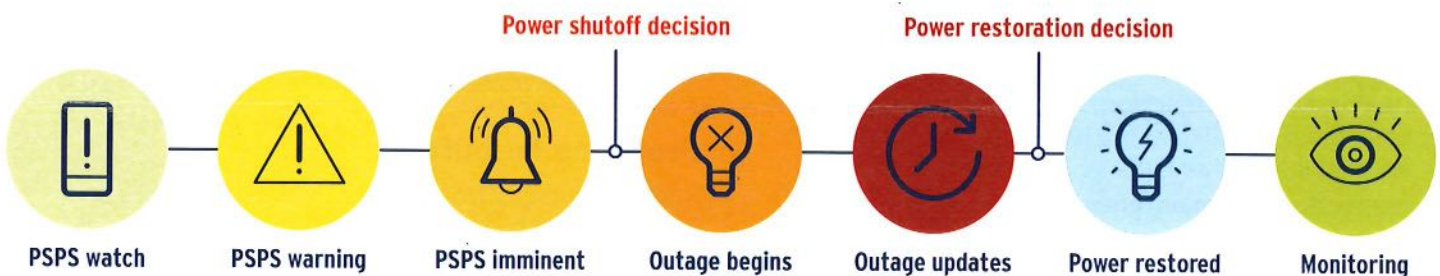 Power shutoff decision
Power restoration decision
PSPS watch
PSPS warning
PSPS imminent
Outage begins
Outage updates
Power restored
Monitoring